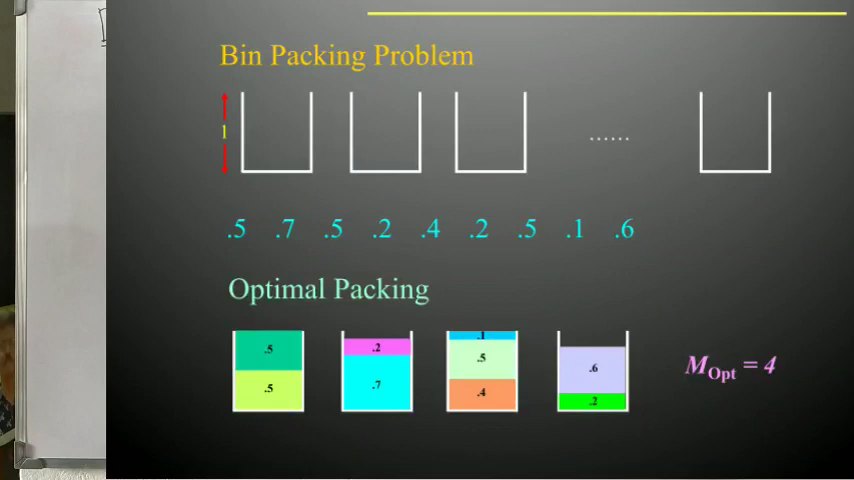 Bin Packing Problem
1
......
.5 .7 .5 .2 .4 .2 .5 .1 .6
Optimal Packing
.5 .2 .1 .6
.5 .7 .5 .2
.4
M_Opt = 4